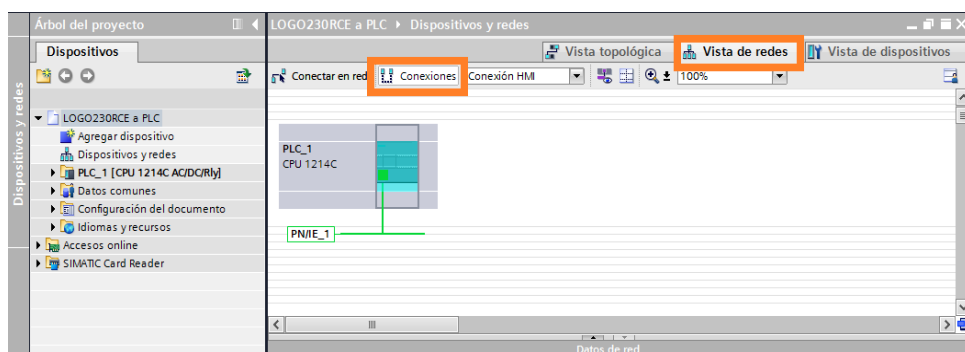 Árbol del proyecto
LOGO230RCE a PLC ▸ Dispositivos y redes
Dispositivos
Vista topológica
Vista de redes
Vista de dispositivos
Conectar en red
Conexiones
Conexión HMI
100%
Dispositivos y redes
LOGO230RCE a PLC
Agregar dispositivo
Dispositivos y redes
PLC_1 [CPU 1214C AC/DC/Rly]
Datos comunes
Configuración del documento
Idiomas y recursos
Accesos online
SIMATIC Card Reader
PLC_1
CPU 1214C
PN/IE_1
Datos de red